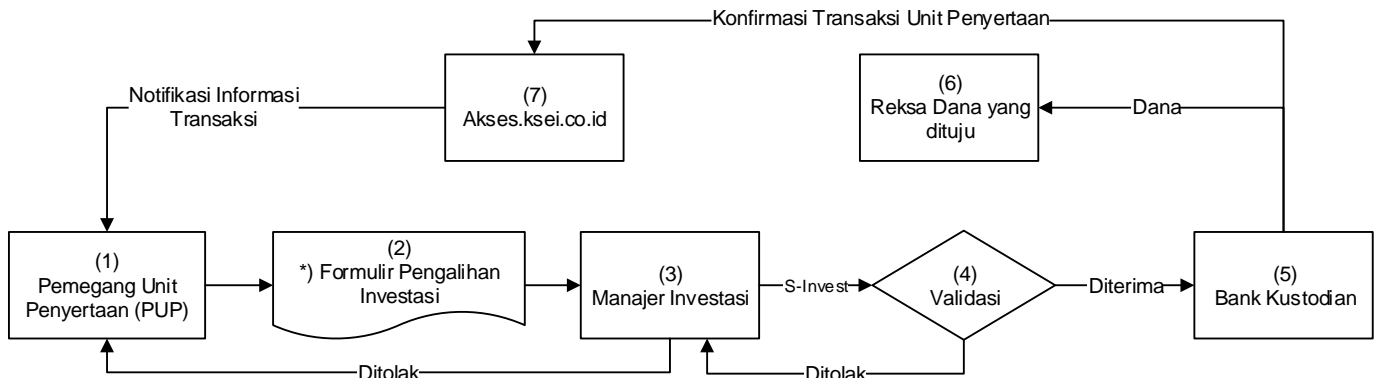 Konfirmasi Transaksi Unit Penyertaan
(7)
Akses.ksei.co.id
(6)
Reksa Dana yang
dituju
Dana
Notifikasi Informasi
Transaksi
(1)
Pemegang Unit
Penyertaan (PUP)
(2)
*) Formulir Pengalihan
Investasi
(3)
Manajer Investasi
S-Invest
(4)
Validasi
Diterima
(5)
Bank Kustodian
Ditolak
Ditolak